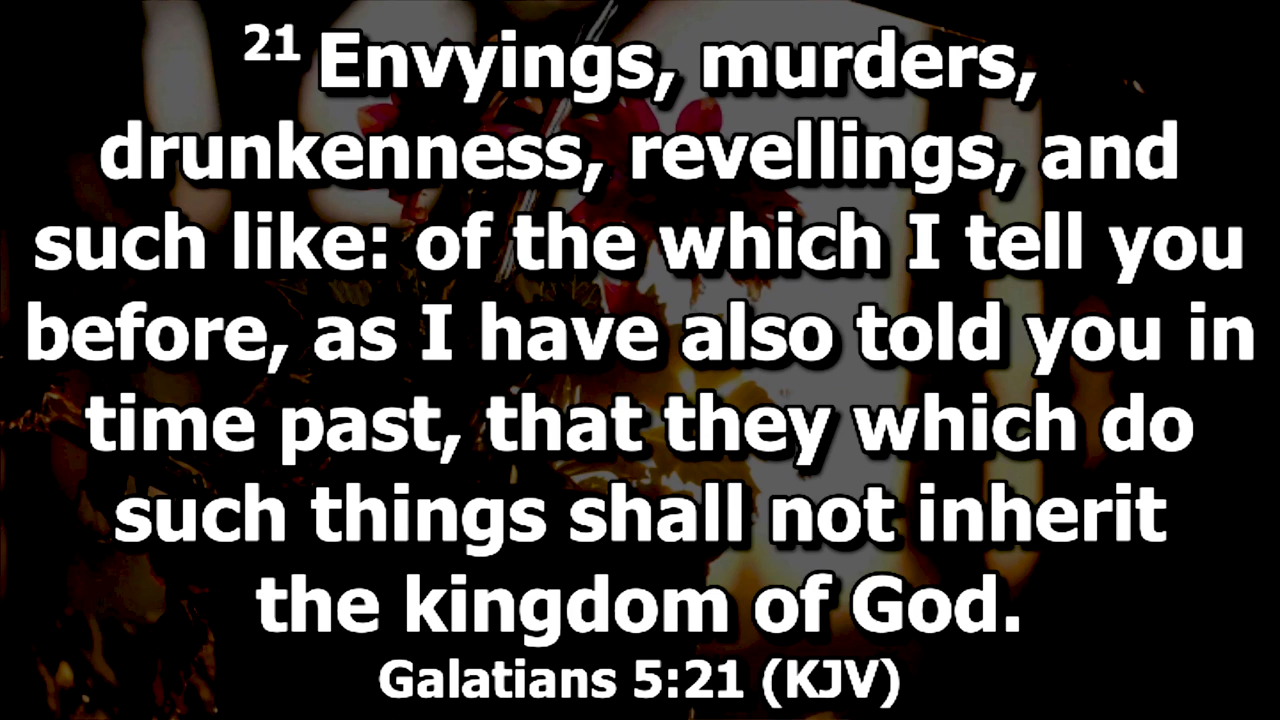 21 Envyings, murders,
drunkenness, revellings, and
such like: of the which I tell you
before, as I have also told you in
time past, that they which do
such things shall not inherit
the kingdom of God.
Galatians 5:21 (KJV)